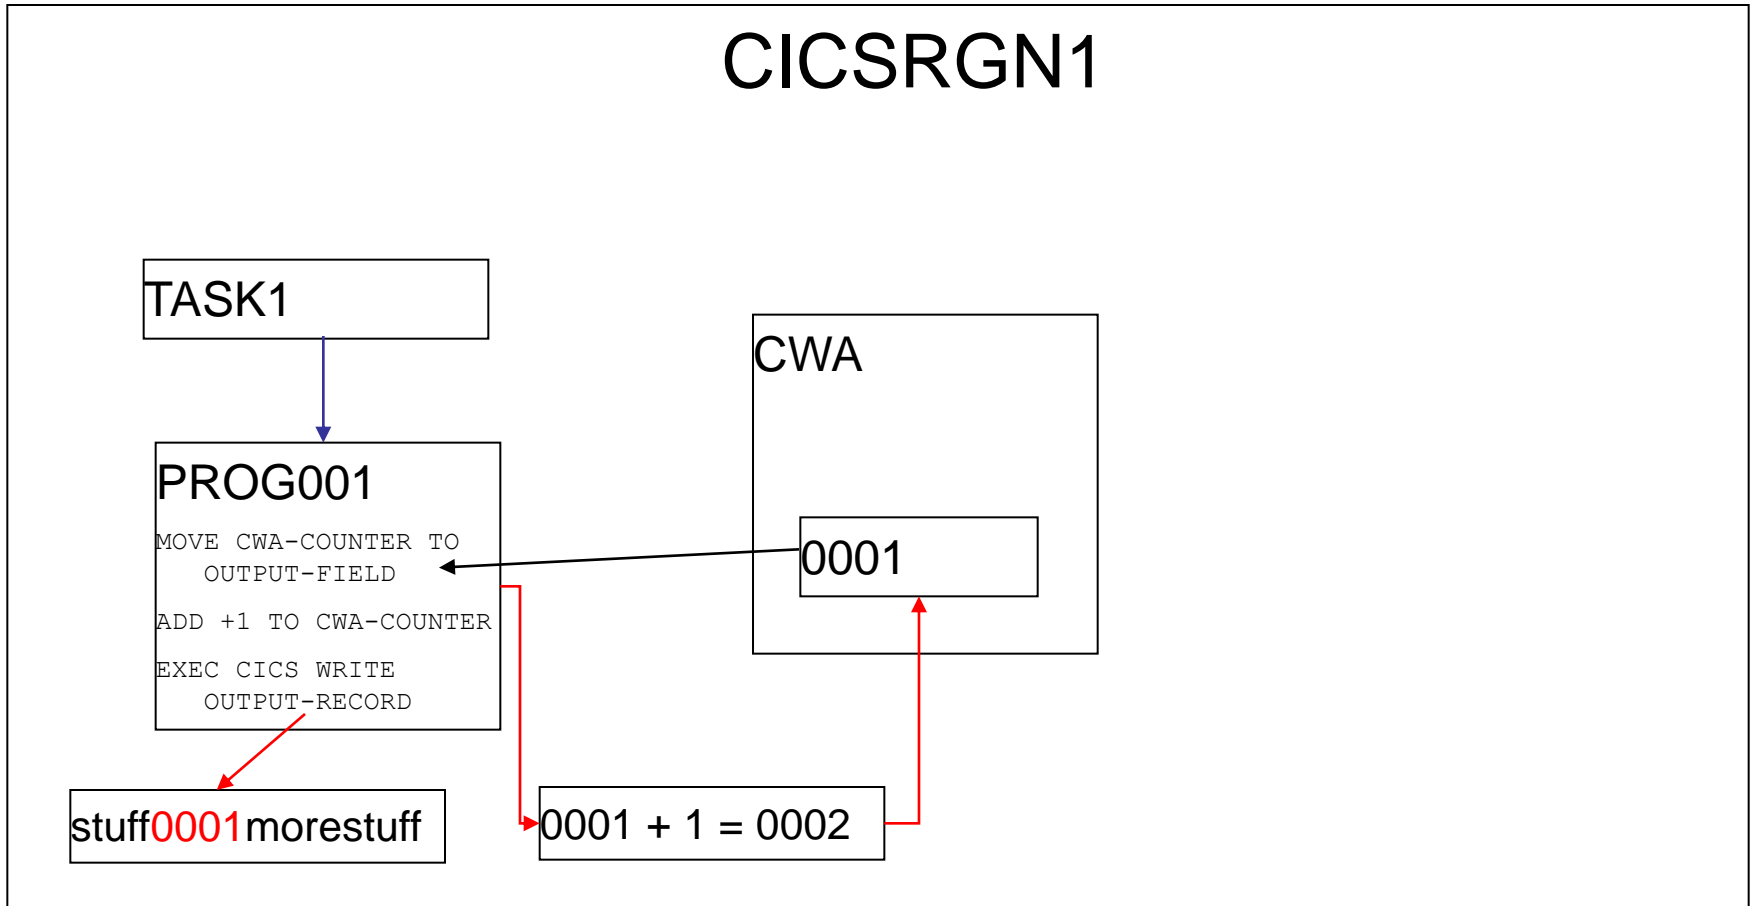 CICSRGN1
TASK1
CWA
PROG001
MOVE CWA-COUNTER TO
OUTPUT-FIELD
0001
ADD +1 TO CWA-COUNTER
EXEC CICS WRITE
OUTPUT-RECORD
stuff0001morestuff
0001 + 1 = 0002